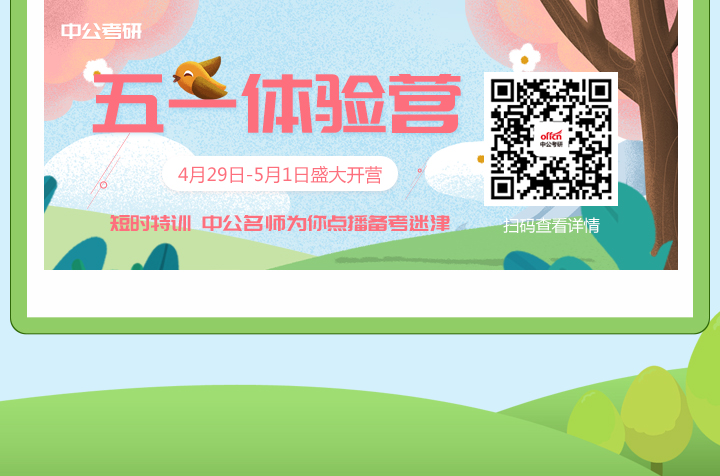 中公考研
五一体验营
4月29日-5月1日盛大开营
短时特训 中公名师为你点播备考迷津
offcn
中公考研
扫码查看详情